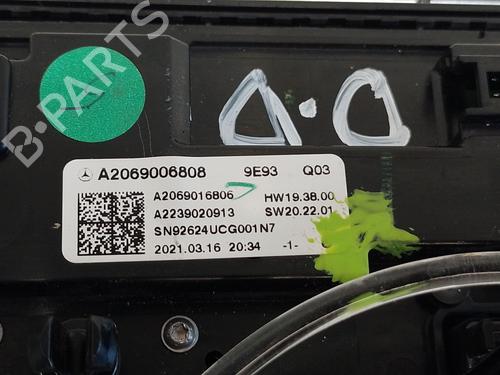 D.O
B-PARTS
A2069006808 9E93 Q03
A2069016806 HW19.38.00
A2239020913 SW20.22.01
SN92624UCG001N7
2021.03.16 20:34 -1-